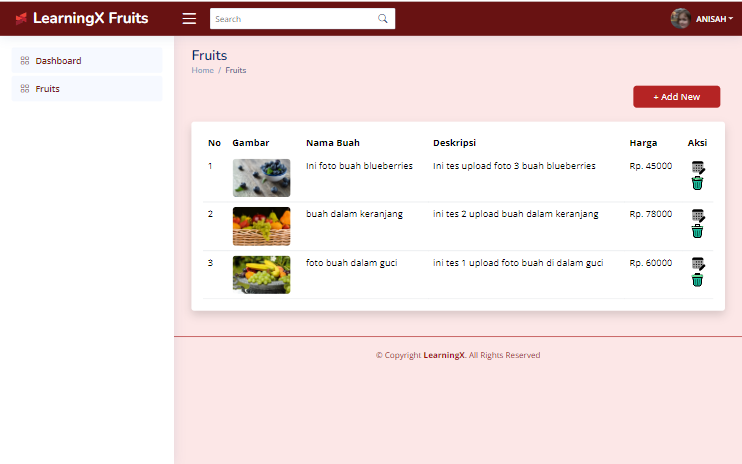 LearningX Fruits
Search
ANISAH
Dashboard
Fruits
Fruits
Home / Fruits
+ Add New
No Gambar Nama Buah Deskripsi Harga Aksi
1 Ini foto buah blueberries Ini tes upload foto 3 buah blueberries Rp. 45000
2 buah dalam keranjang ini tes 2 upload buah dalam keranjang Rp. 78000
3 foto buah dalam guci ini tes 1 upload foto buah di dalam guci Rp. 60000
© Copyright LearningX. All Rights Reserved